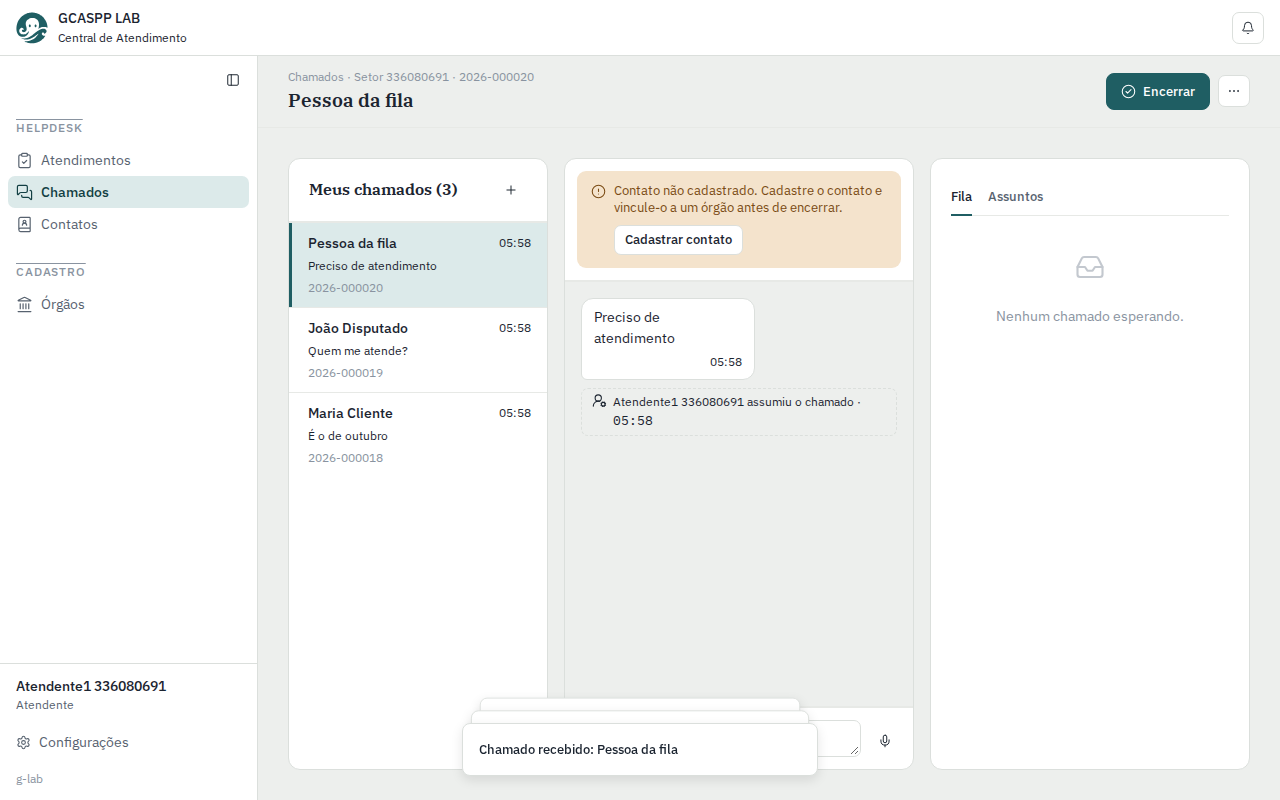 GCASPP LAB
Central de Atendimento
HELPDESK
Atendimentos
Chamados
Contatos
CADASTRO
Órgãos
Atendente1 336080691
Atendente
Configurações
g-lab
Chamados · Setor 336080691 · 2026-000020
Pessoa da fila
Encerrar
Meus chamados (3)
Pessoa da fila 05:58
Preciso de atendimento
2026-000020
João Disputado 05:58
Quem me atende?
2026-000019
Maria Cliente 05:58
É o de outubro
2026-000018
Contato não cadastrado. Cadastre o contato e
vincule-o a um órgão antes de encerrar.
Cadastrar contato
Preciso de
atendimento
05:58
Atendente1 336080691 assumiu o chamado ·
05:58
Chamado recebido: Pessoa da fila
Fila Assuntos
Nenhum chamado esperando.